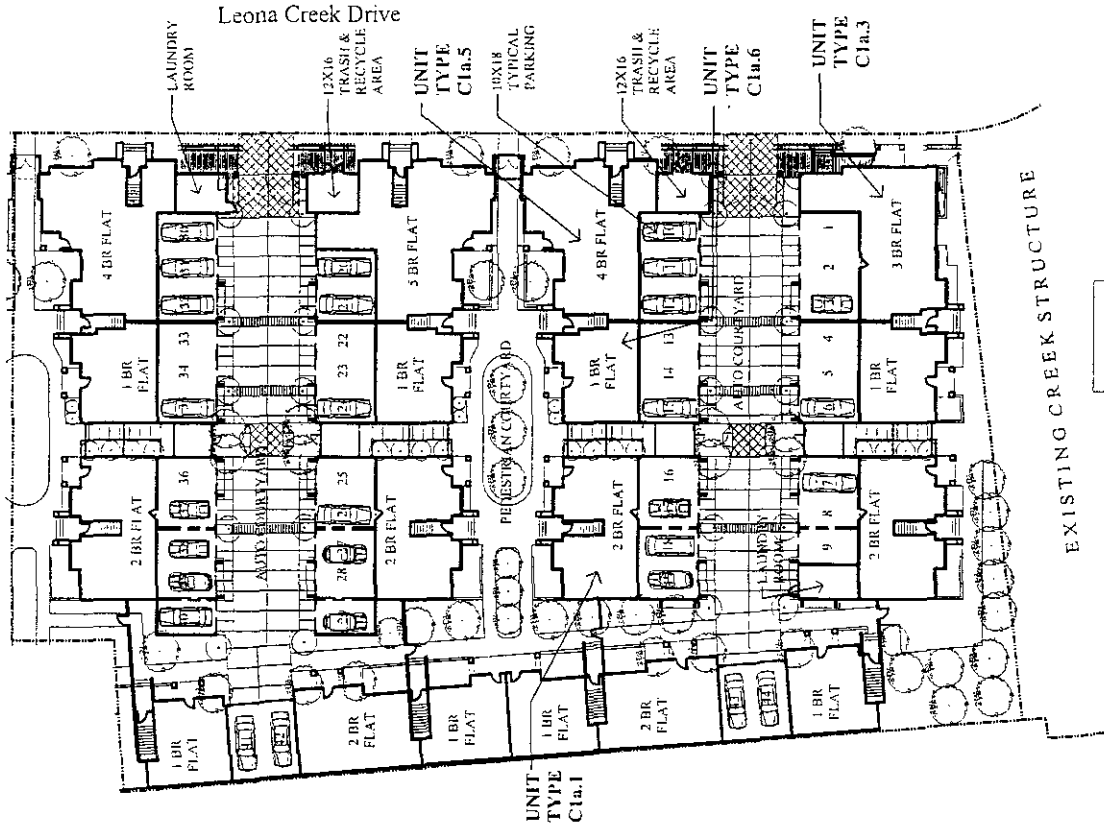 Leona Creek Drive
LAUNDRY
ROOM
12X16
TRASH &
RECYCLE
AREA
UNIT
TYPE
C1a.5
10X18
TYPICAL
PARKING
12X16
TRASH &
RECYCLE
AREA
UNIT
TYPE
C1a.6
UNIT
TYPE
C1a.3
4 BR FLAT
5 BR FLAT
4 BR FLAT
3 BR FLAT
1
2
1 BR
FLAT
33
34
22
23
1 BR FLAT
1 BR
FLAT
13
14
4
5
1 BR FLAT
AUTO COURTYARD
PEDESTRIAN COURTYARD
AUTO COURTYARD
2 BR FLAT
36
25
28
2 BR FLAT
2 BR FLAT
16
8
9
2 BR FLAT
LAUNDRY
ROOM
1 BR
FLAT
2 BR
FLAT
1 BR
FLAT
1 BR
FLAT
2 BR
FLAT
1 BR
FLAT
UNIT
TYPE
C1a.1
EXISTING CREEK STRUCTURE